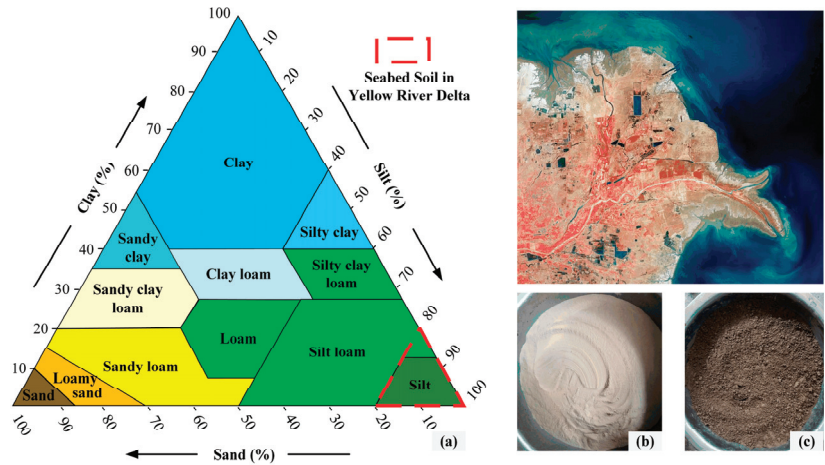 100
90
80
70
60
50
40
30
20
10
Clay (%)
10
20
30
40
50
60
70
80
90
100
Silt (%)
100
90
80
70
60
50
40
30
20
10
Sand (%)
Seabed Soil in
Yellow River Delta
Clay
Silty clay
Sandy
clay
Clay loam
Silty clay
loam
Sandy clay
loam
Loam
Silt loam
Sandy loam
Silt
Loamy
sand
Sand
(a)
(b)
(c)